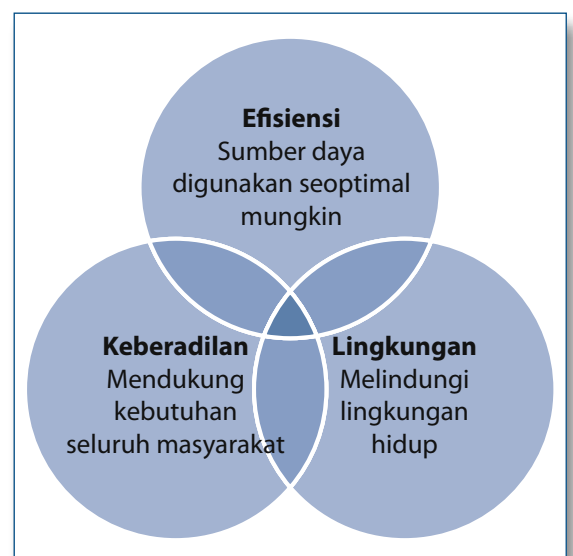 Efisiensi
Sumber daya
digunakan seoptimal
mungkin
Keberadilan
Mendukung
kebutuhan
seluruh masyarakat
Lingkungan
Melindungi
lingkungan
hidup